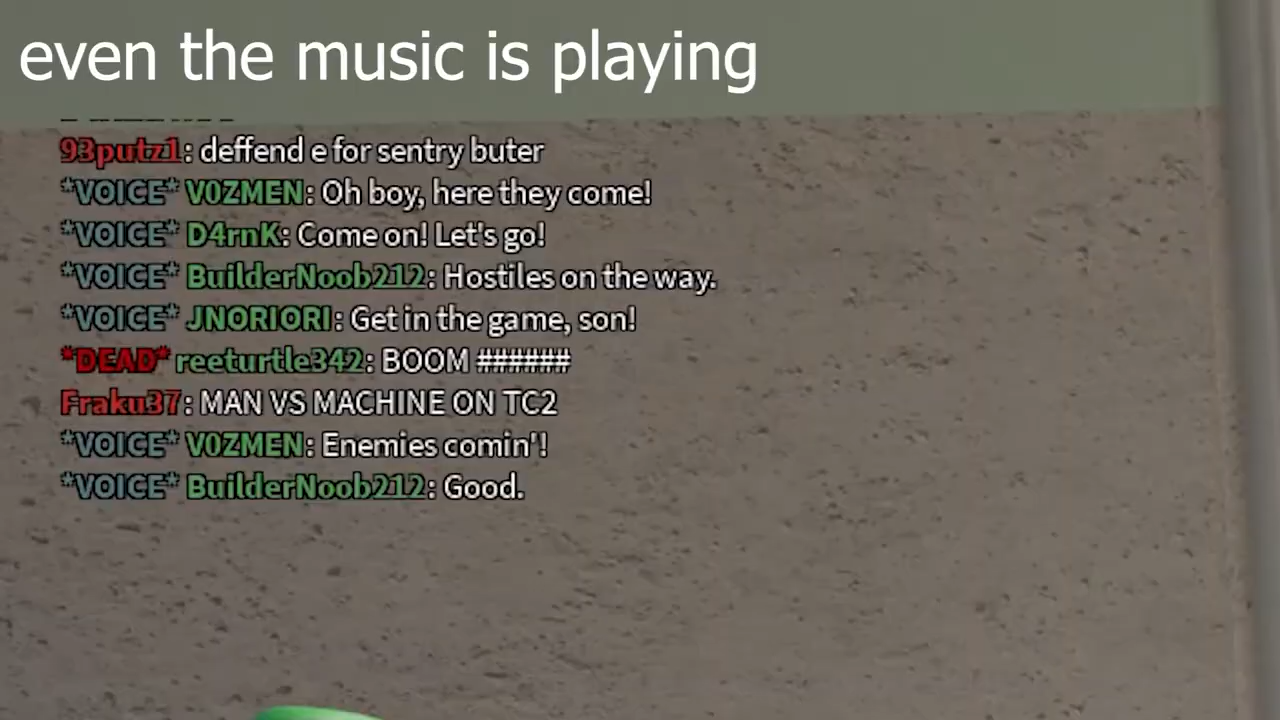 even the music is playing
93putz1: deffend e for sentry buter
*VOICE* V0ZMEN: Oh boy, here they come!
*VOICE* D4rnK: Come on! Let's go!
*VOICE* BuilderNoob212: Hostiles on the way.
*VOICE* JNORIORI: Get in the game, son!
*DEAD* reeturtle342: BOOM ######
Fraku37: MAN VS MACHINE ON TC2
*VOICE* V0ZMEN: Enemies comin'!
*VOICE* BuilderNoob212: Good.